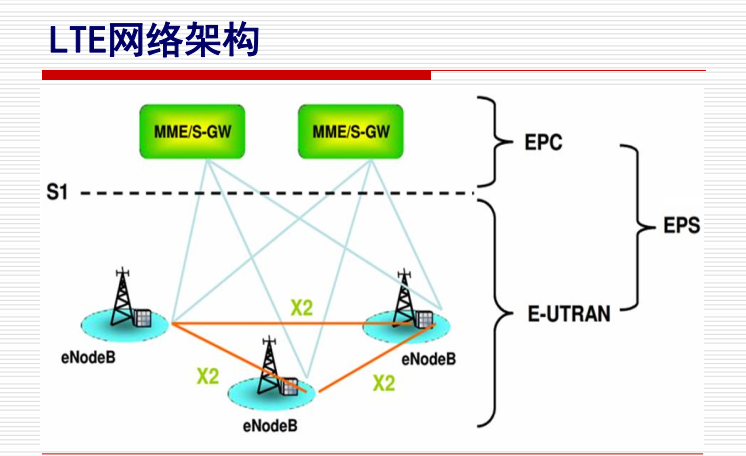 LTE网络架构
MME/S-GW
MME/S-GW
EPC
S1
EPS
X2
E-UTRAN
eNodeB
eNodeB
X2
X2
eNodeB